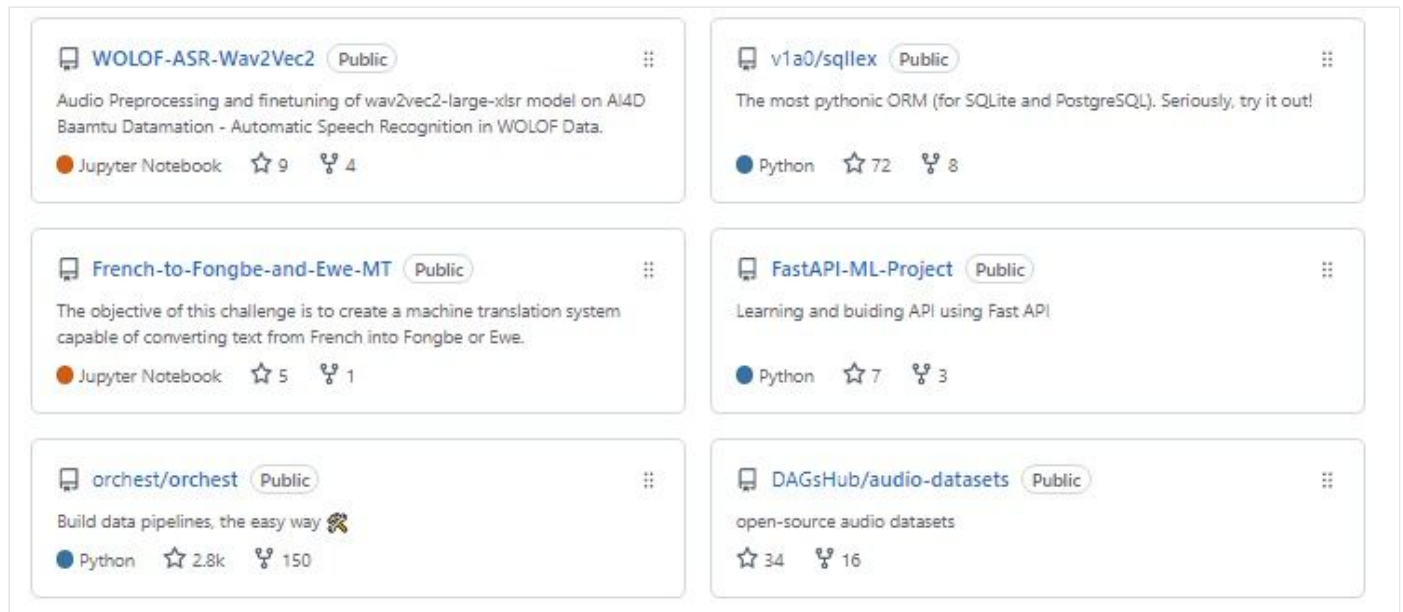 WOLOF-ASR-Wav2Vec2 Public
Audio Preprocessing and finetuning of wav2vec2-large-xlsr model on AI4D
Baamtu Datamation - Automatic Speech Recognition in WOLOF Data.
Jupyter Notebook 9 4
v1a0/sqllex Public
The most pythonic ORM (for SQLite and PostgreSQL). Seriously, try it out!
Python 72 8
French-to-Fongbe-and-Ewe-MT Public
The objective of this challenge is to create a machine translation system
capable of converting text from French into Fongbe or Ewe.
Jupyter Notebook 5 1
FastAPI-ML-Project Public
Learning and buiding API using Fast API
Python 7 3
orchest/orchest Public
Build data pipelines, the easy way 🛠
Python 2.8k 150
DAGsHub/audio-datasets Public
open-source audio datasets
34 16